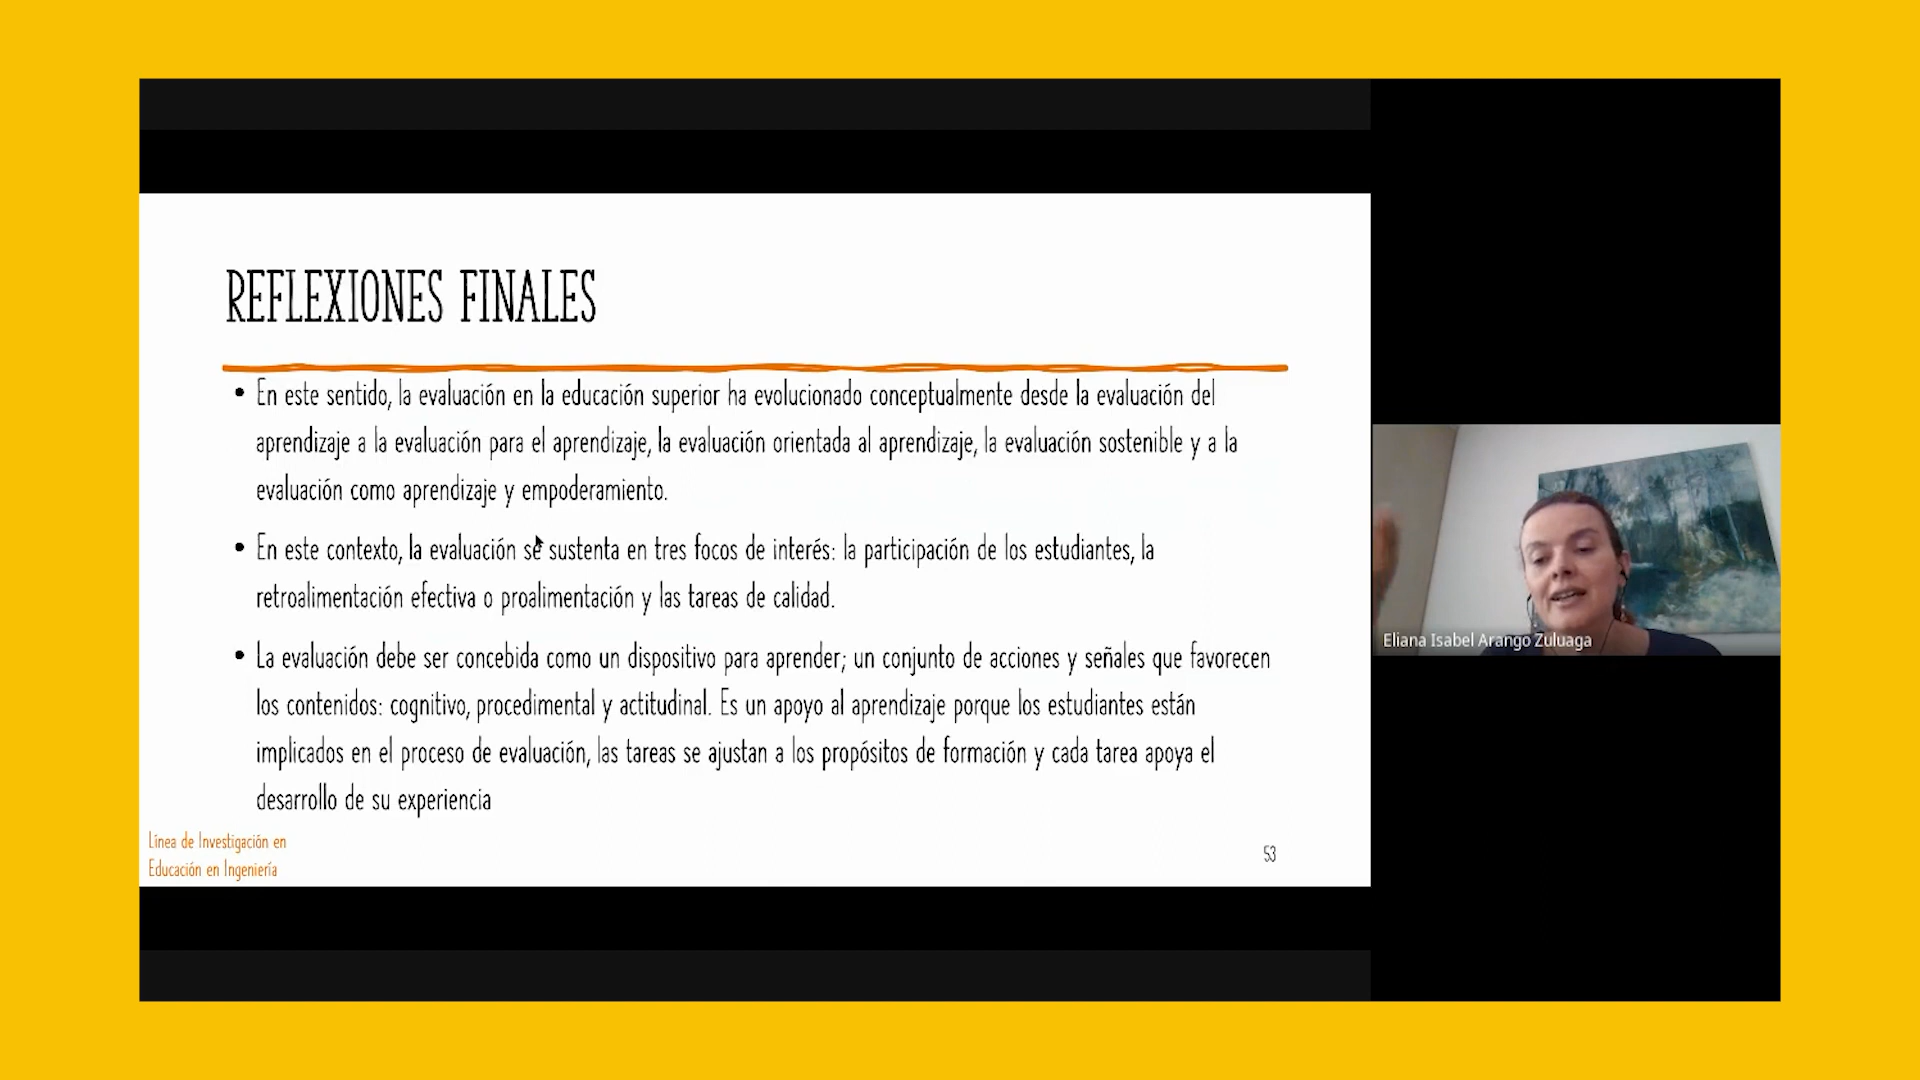 REFLEXIONES FINALES
• En este sentido, la evaluación en la educación superior ha evolucionado conceptualmente desde la evaluación del
aprendizaje a la evaluación para el aprendizaje, la evaluación orientada al aprendizaje, la evaluación sostenible y a la
evaluación como aprendizaje y empoderamiento.
• En este contexto, la evaluación se sustenta en tres focos de interés: la participación de los estudiantes, la
retroalimentación efectiva o proalimentación y las tareas de calidad.
• La evaluación debe ser concebida como un dispositivo para aprender; un conjunto de acciones y señales que favorecen
los contenidos: cognitivo, procedimental y actitudinal. Es un apoyo al aprendizaje porque los estudiantes están
implicados en el proceso de evaluación, las tareas se ajustan a los propósitos de formación y cada tarea apoya el
desarrollo de su experiencia
Línea de Investigación en
Educación en Ingeniería
53
Eliana Isabel Arango Zuluaga